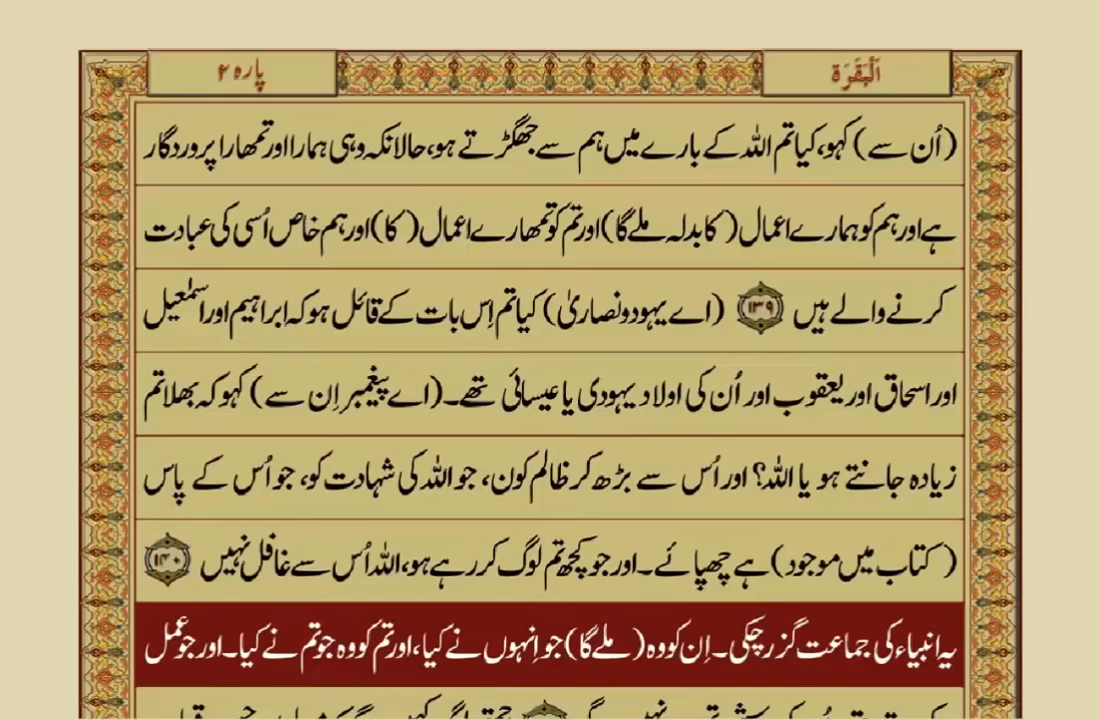 اَلْبَقَرَة
پارہ ۲
(اُن سے) کہو، کیا تم اللہ کے بارے میں ہم سے جھگڑتے ہو، حالانکہ وہی ہمارا اور تمھارا پروردگار
ہے اور ہم کو ہمارے اعمال (کا بدلہ ملے گا) اور تم کو تمھارے اعمال (کا) اور ہم خاص اُسی کی عبادت
کرنے والے ہیں ۱۳۹ (اے یہود و نصاریٰ) کیا تم اِس بات کے قائل ہو کہ ابراہیم اور اسمٰعیل
اور اسحاق اور یعقوب اور اُن کی اولاد یہودی یا عیسائی تھے۔ (اے پیغمبر اِن سے) کہو کہ بھلا تم
زیادہ جانتے ہو یا اللہ؟ اور اُس سے بڑھ کر ظالم کون، جو اللہ کی شہادت کو، جو اُس کے پاس
(کتاب میں موجود) ہے چھپائے۔ اور جو کچھ تم لوگ کر رہے ہو، اللہ اُس سے غافل نہیں ۱۴۰
یہ انبیاء کی جماعت گزر چکی۔ اِن کو وہ (ملے گا) جو اِنہوں نے کیا، اور تم کو وہ جو تم نے کیا۔ اور جو عمل